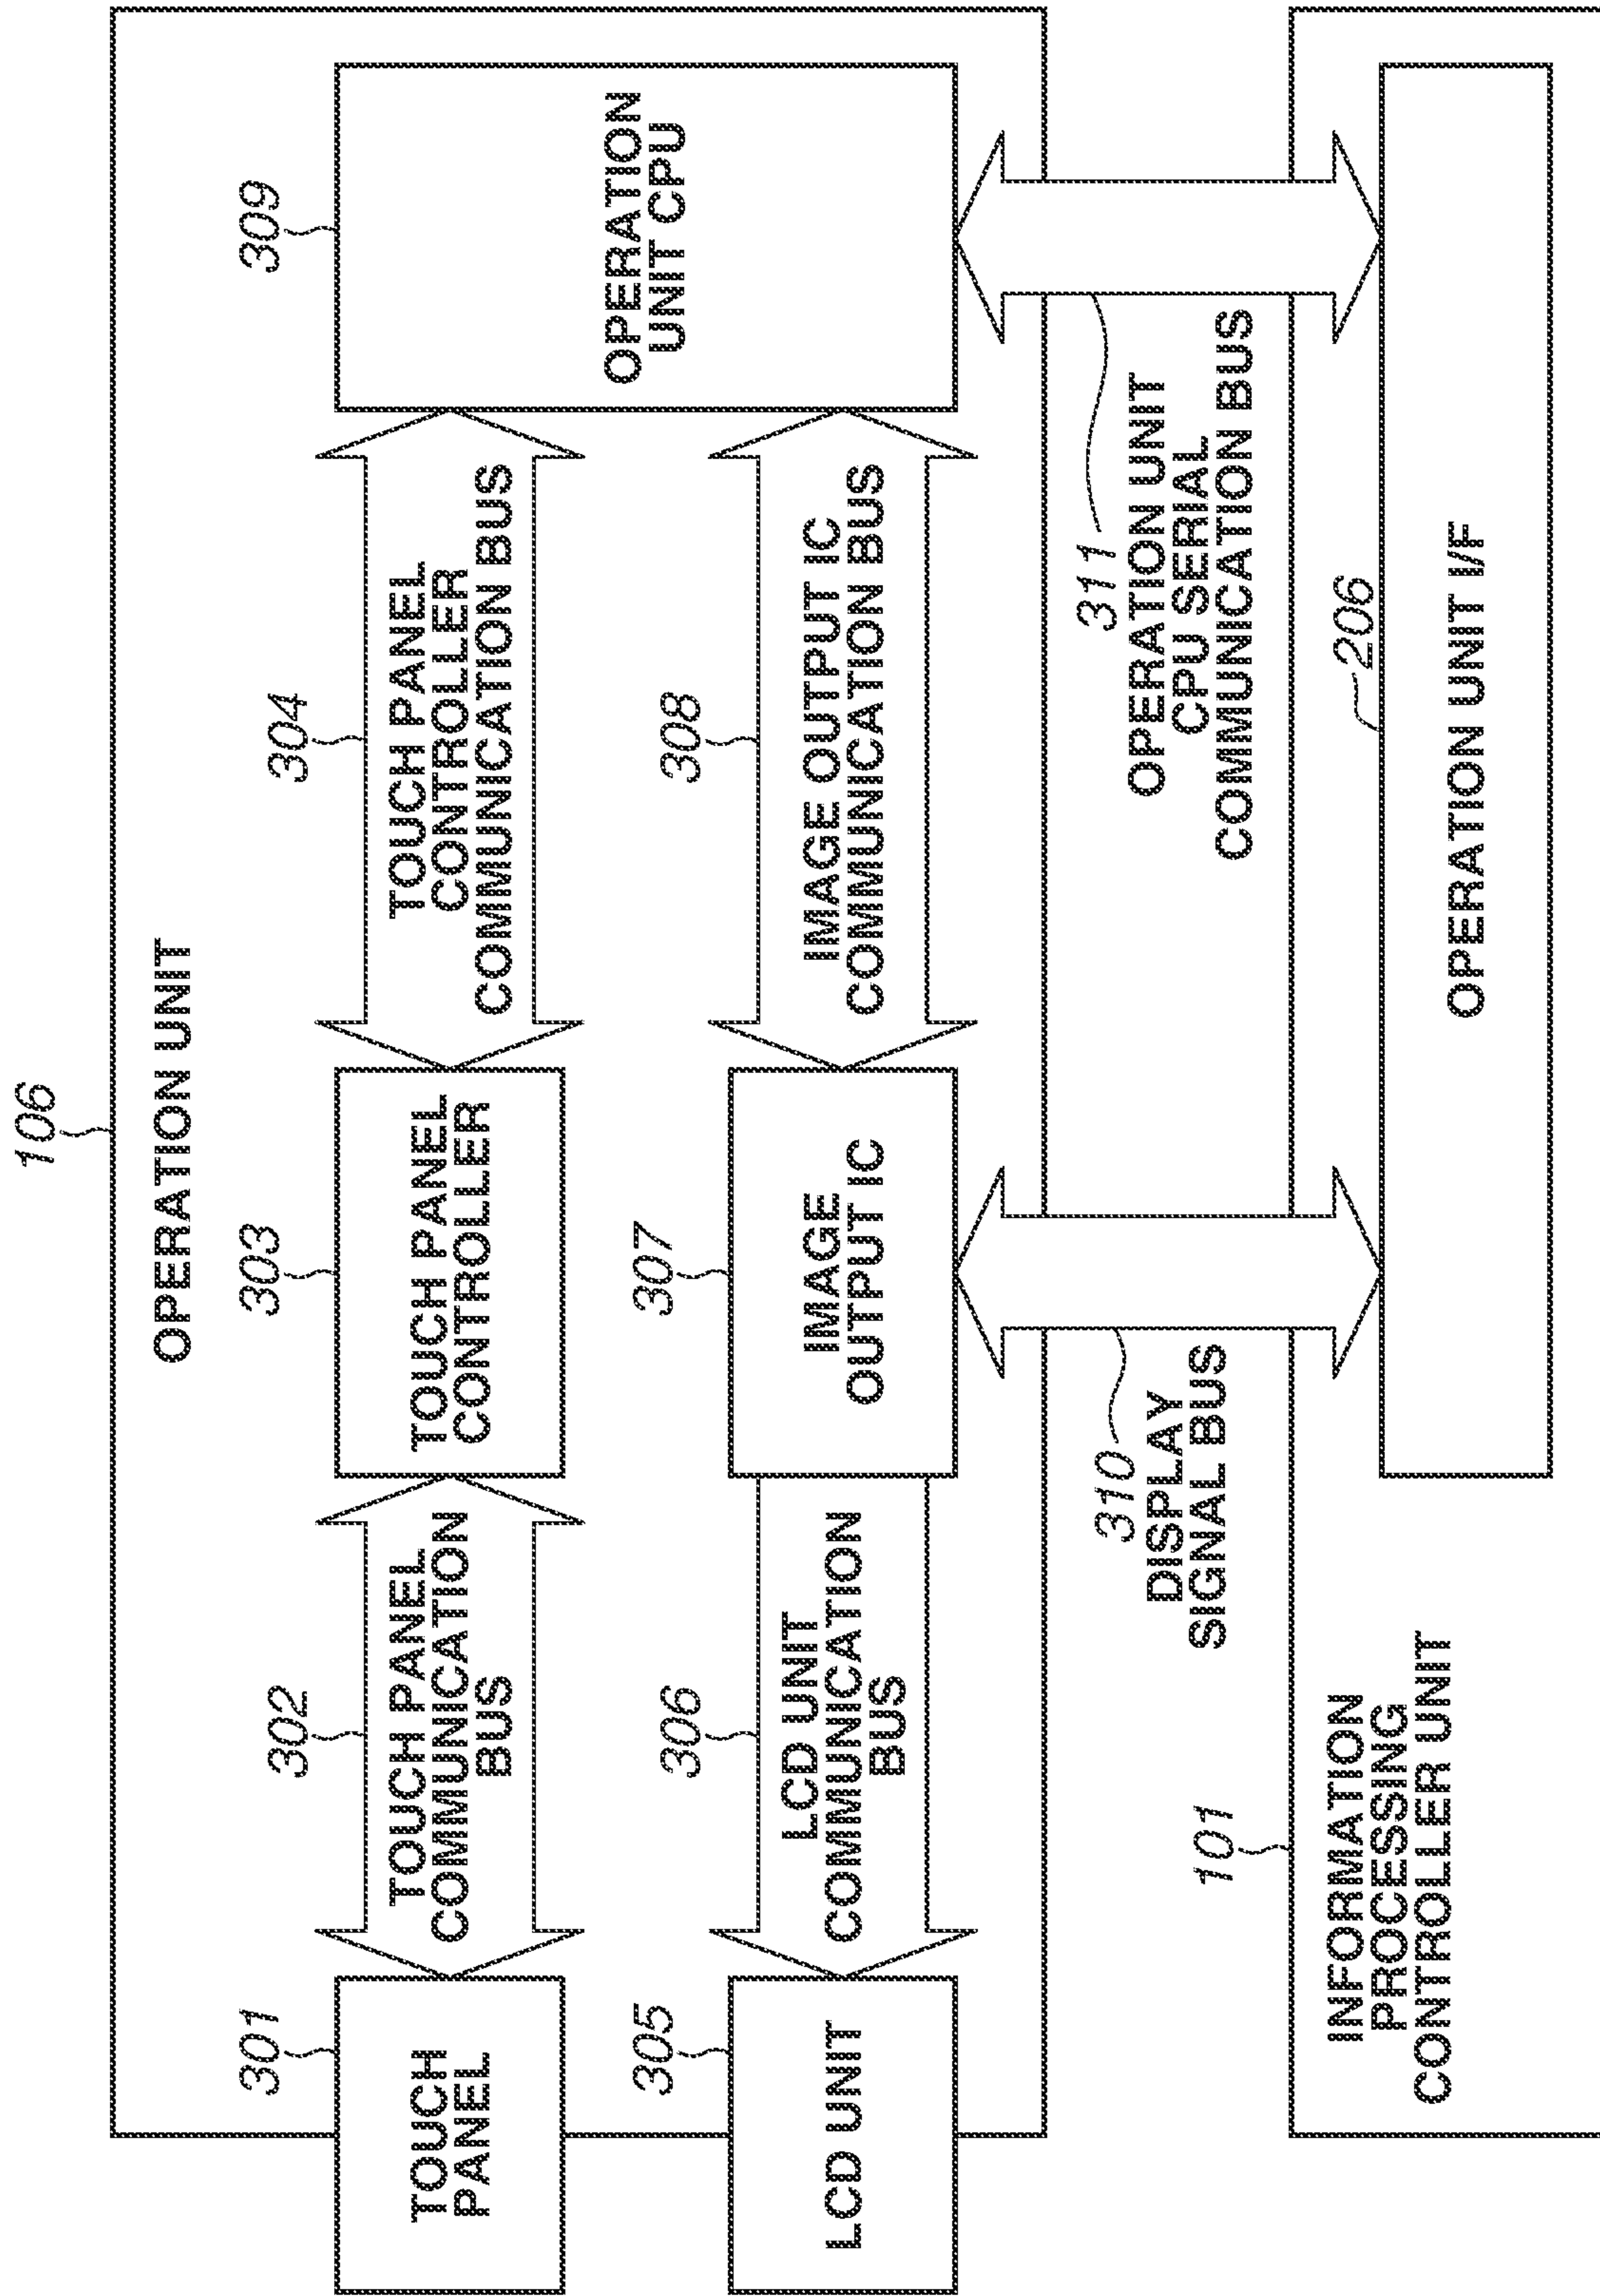 106
OPERATION UNIT
301
TOUCH
PANEL
302
TOUCH PANEL
COMMUNICATION
BUS
303
TOUCH PANEL
CONTROLLER
304
TOUCH PANEL
CONTROLLER
COMMUNICATION BUS
309
OPERATION
UNIT CPU
305
LCD UNIT
306
LCD UNIT
COMMUNICATION
BUS
307
IMAGE
OUTPUT IC
308
IMAGE OUTPUT IC
COMMUNICATION BUS
310
DISPLAY
SIGNAL BUS
311
OPERATION UNIT
CPU SERIAL
COMMUNICATION BUS
101
INFORMATION
PROCESSING
CONTROLLER UNIT
206
OPERATION UNIT I/F